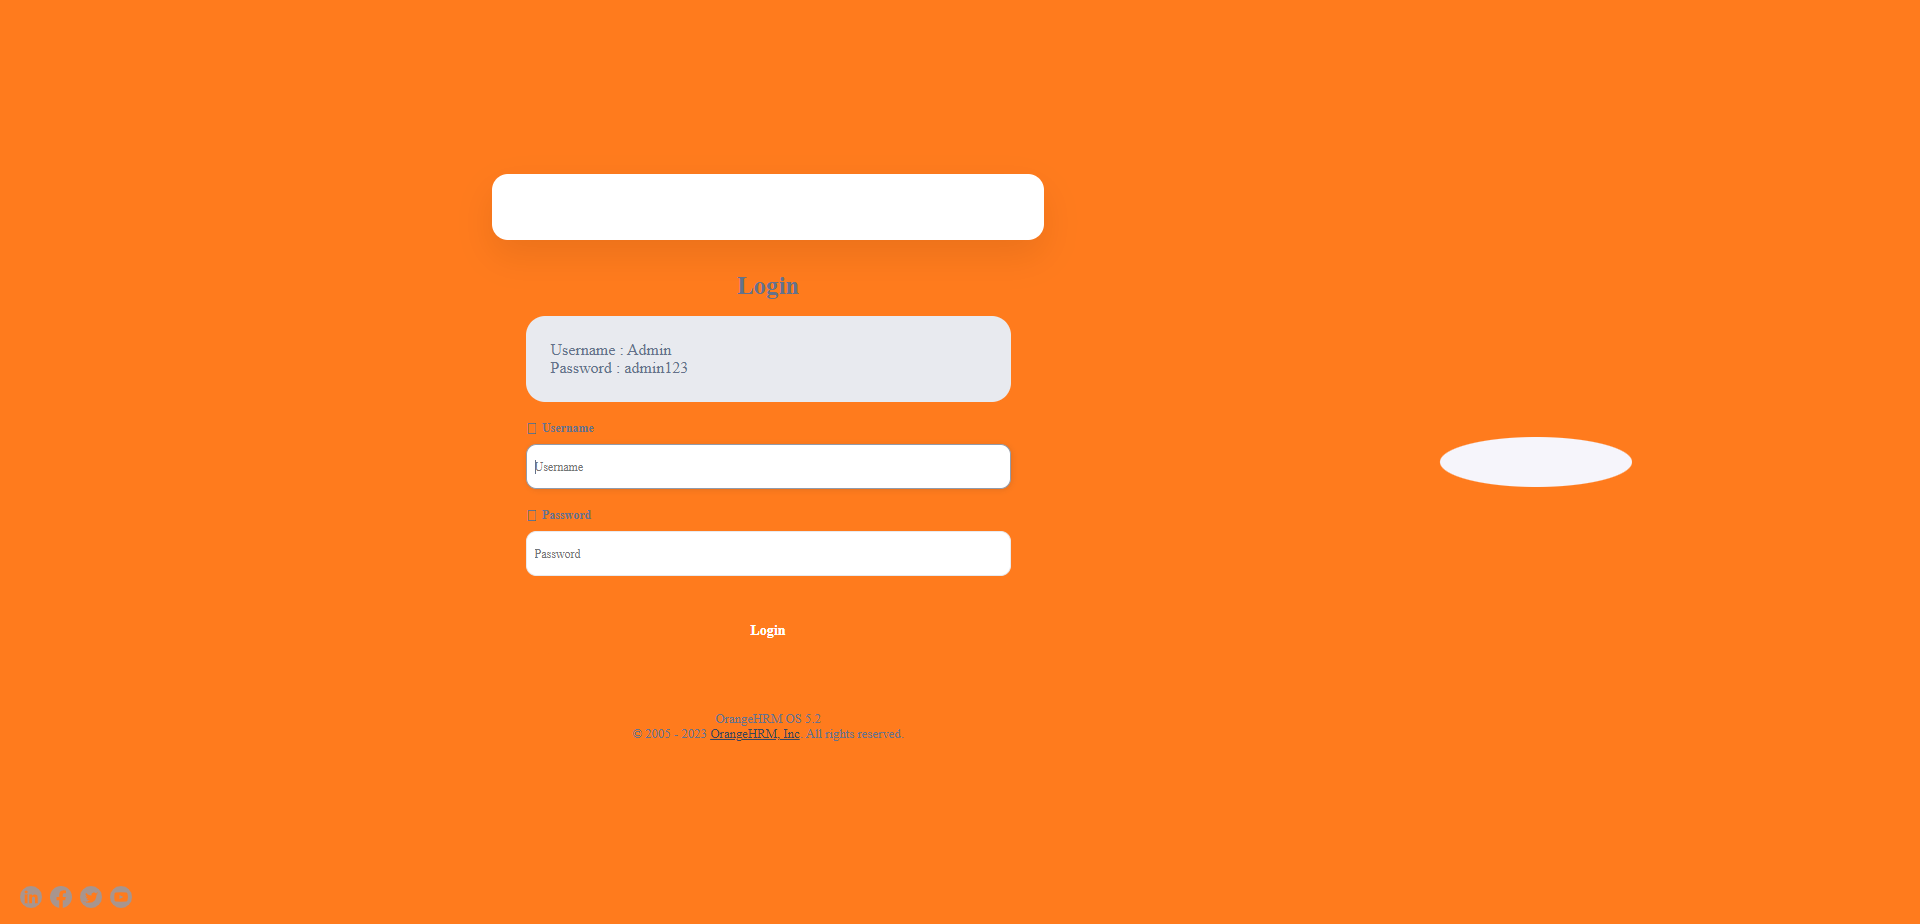 Login
Username : Admin
Password : admin123
Username
Username
Password
Password
Login
OrangeHRM OS 5.2
© 2005 - 2023 OrangeHRM, Inc. All rights reserved.